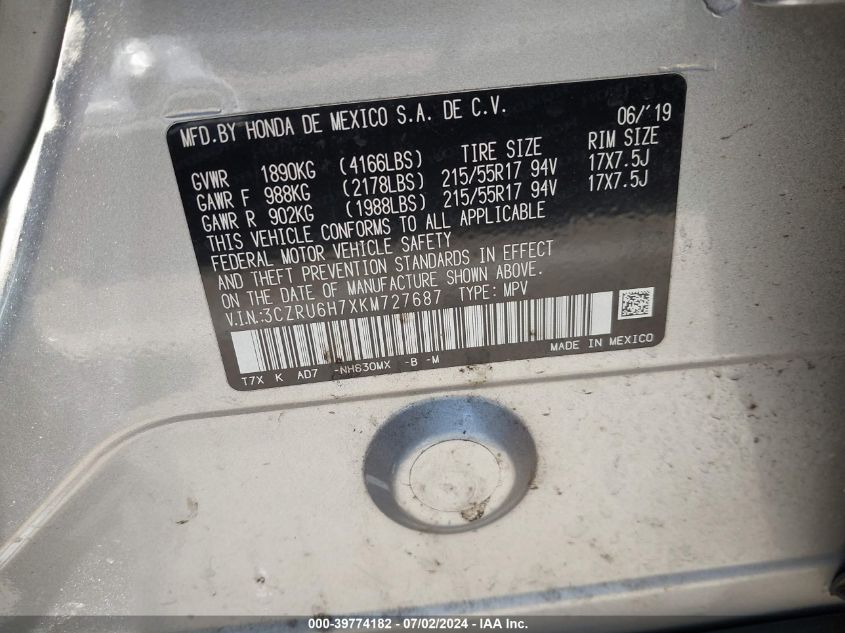 MFD.BY HONDA DE MEXICO S.A. DE C.V. 06/'19
GVWR 1890KG (4166LBS) TIRE SIZE RIM SIZE
GAWR F 988KG (2178LBS) 215/55R17 94V 17X7.5J
GAWR R 902KG (1988LBS) 215/55R17 94V 17X7.5J
THIS VEHICLE CONFORMS TO ALL APPLICABLE
FEDERAL MOTOR VEHICLE SAFETY
AND THEFT PREVENTION STANDARDS IN EFFECT
ON THE DATE OF MANUFACTURE SHOWN ABOVE.
V.I.N.:3CZRU6H7XKM727687 TYPE: MPV
MADE IN MEXICO
T7X K AD7 -NH830MX -B -M
000-39774182 - 07/02/2024 - IAA Inc.